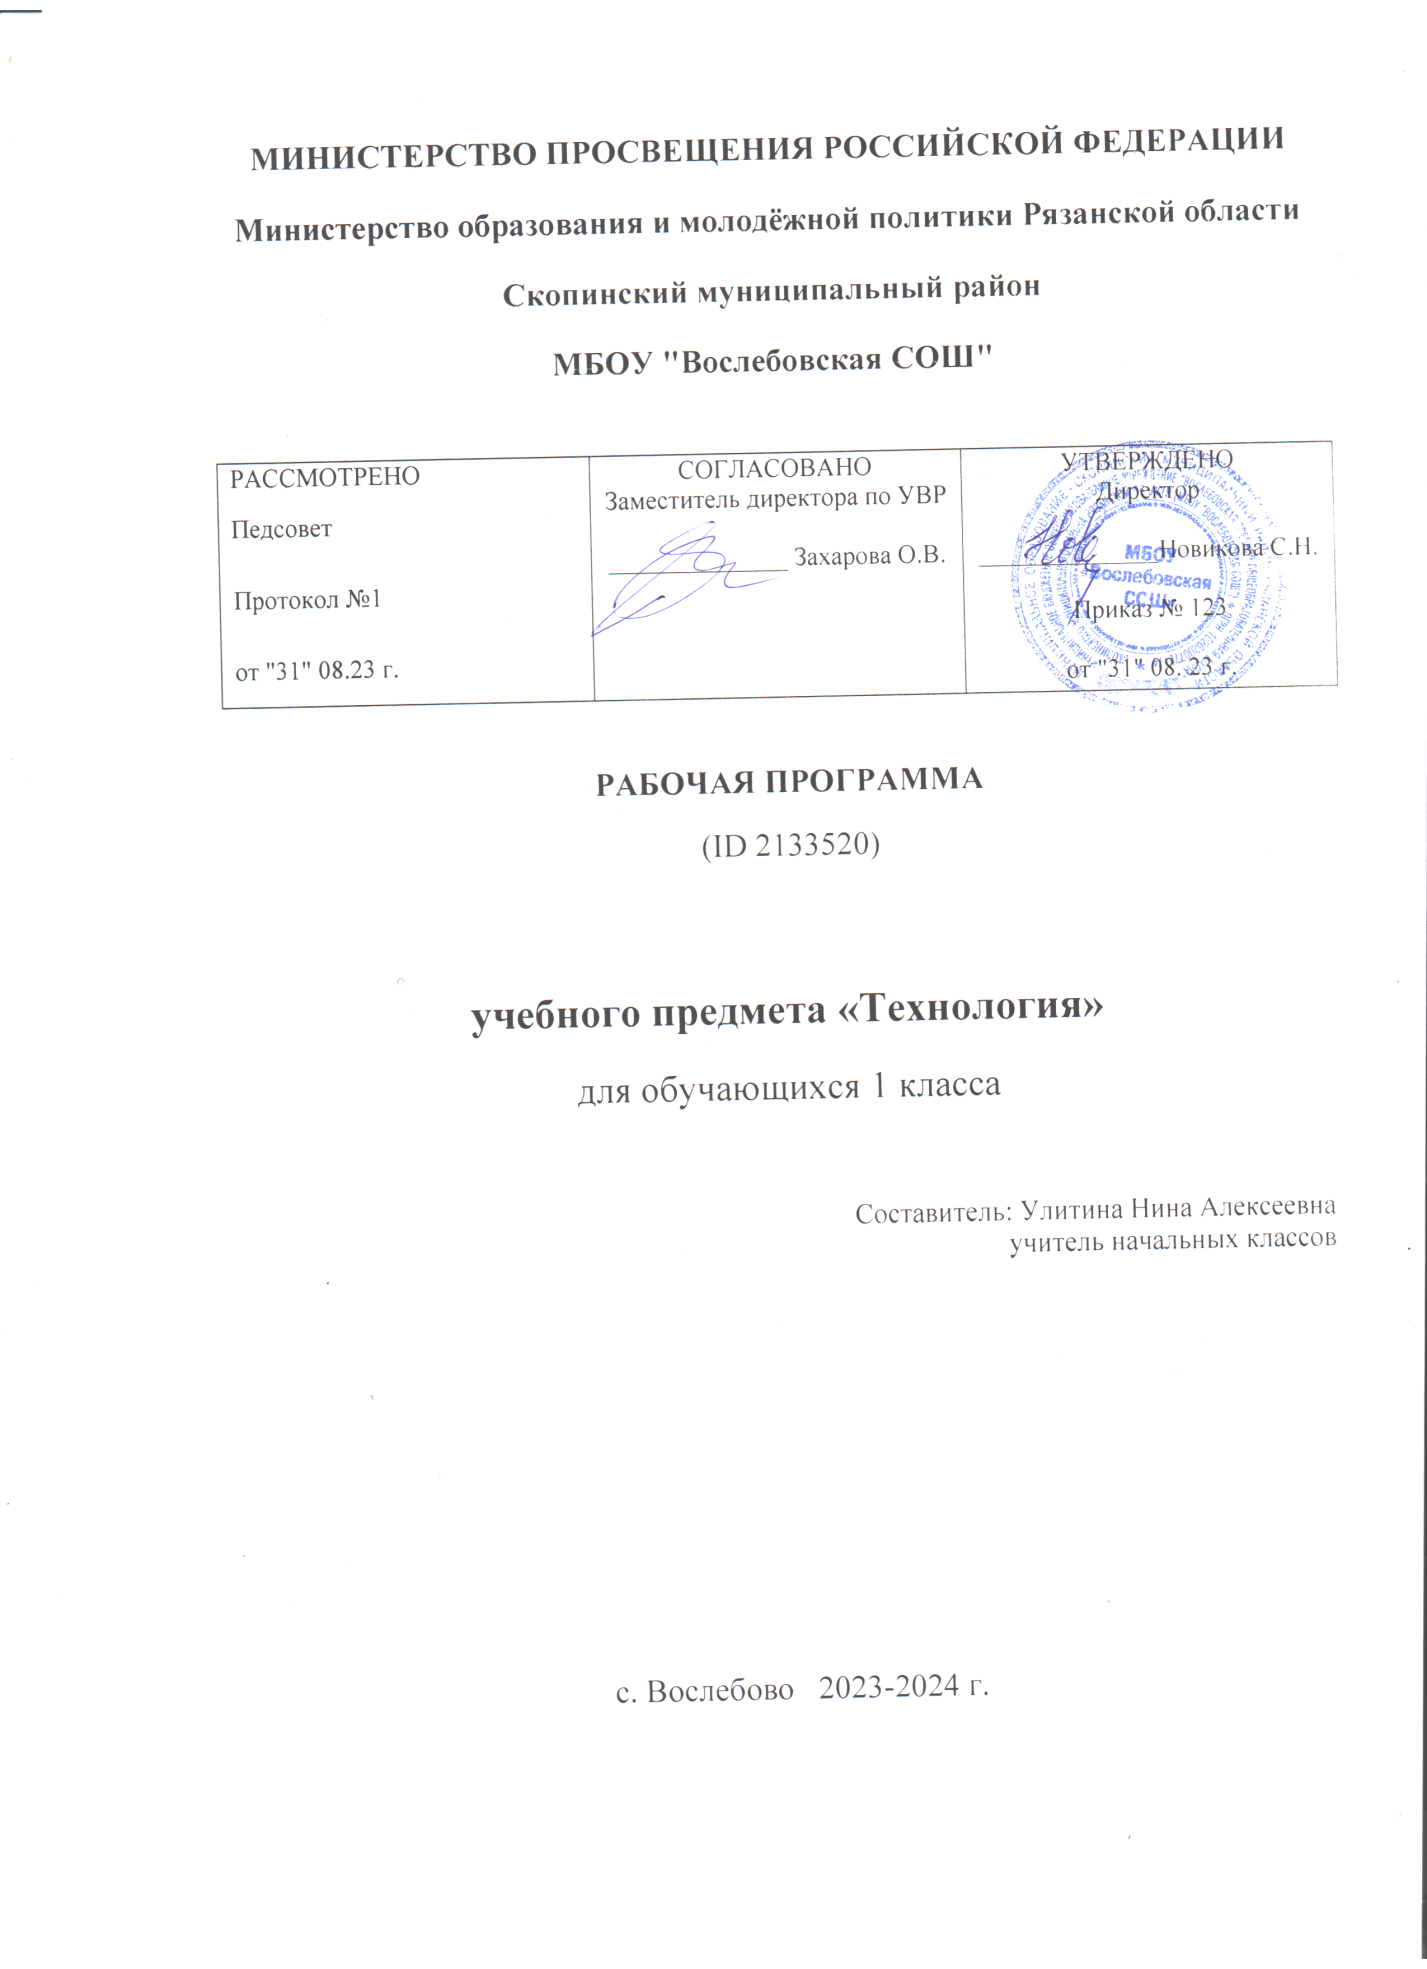 МИНИСТЕРСТВО ПРОСВЕЩЕНИЯ РОССИЙСКОЙ ФЕДЕРАЦИИ
Министерство образования и молодёжной политики Рязанской области
Скопинский муниципальный район
МБОУ "Вослебовская СОШ"
РАССМОТРЕНО
Педсовет
Протокол №1
от "31" 08.23 г.
СОГЛАСОВАНО
Заместитель директора по УВР
Захарова О.В.
УТВЕРЖДЕНО
Директор
Новикова С.Н.
Приказ № 123
от "31" 08. 23 г.
МБОУ
Вослебовская
РАБОЧАЯ ПРОГРАММА
(ID 2133520)
учебного предмета «Технология»
для обучающихся 1 класса
Составитель: Улитина Нина Алексеевна
учитель начальных классов
с. Вослебово 2023-2024 г.